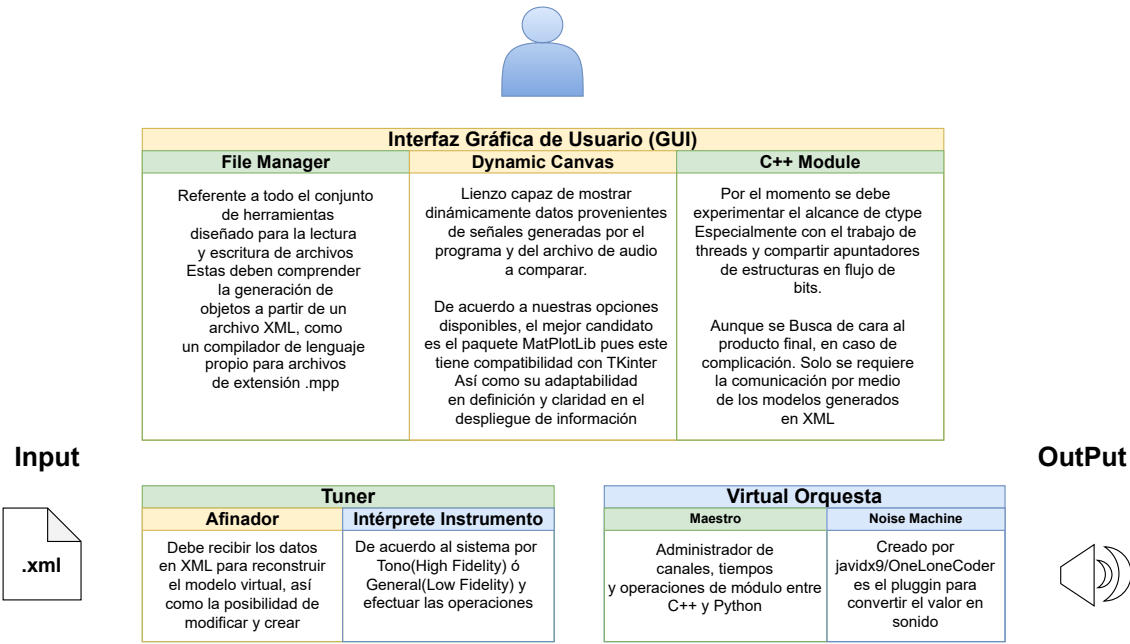 Interfaz Gráfica de Usuario (GUI)
File Manager
Referente a todo el conjunto
de herramientas
diseñado para la lectura
y escritura de archivos
Estas deben comprender
la generación de
objetos a partir de un
archivo XML, como
un compilador de lenguaje
propio para archivos
de extensión .mpp
Dynamic Canvas
Lienzo capaz de mostrar
dinámicamente datos provenientes
de señales generadas por el
programa y del archivo de audio
a comparar.
De acuerdo a nuestras opciones
disponibles, el mejor candidato
es el paquete MatPlotLib pues este
tiene compatibilidad con TKinter
Así como su adaptabilidad
en definición y claridad en el
despliegue de información
C++ Module
Por el momento se debe
experimentar el alcance de ctype
Especialmente con el trabajo de
threads y compartir apuntadores
de estructuras en flujo de
bits.
Aunque se Busca de cara al
producto final, en caso de
complicación. Solo se requiere
la comunicación por medio
de los modelos generados
en XML
Input
.xml
Tuner
Afinador
Debe recibir los datos
en XML para reconstruir
el modelo virtual, así
como la posibilidad de
modificar y crear
Intérprete Instrumento
De acuerdo al sistema por
Tono(High Fidelity) ó
General(Low Fidelity) y
efectuar las operaciones
Virtual Orquesta
Maestro
Administrador de
canales, tiempos
y operaciones de módulo entre
C++ y Python
Noise Machine
Creado por
javidx9/OneLoneCoder
es el pluggin para
convertir el valor en
sonido
OutPut